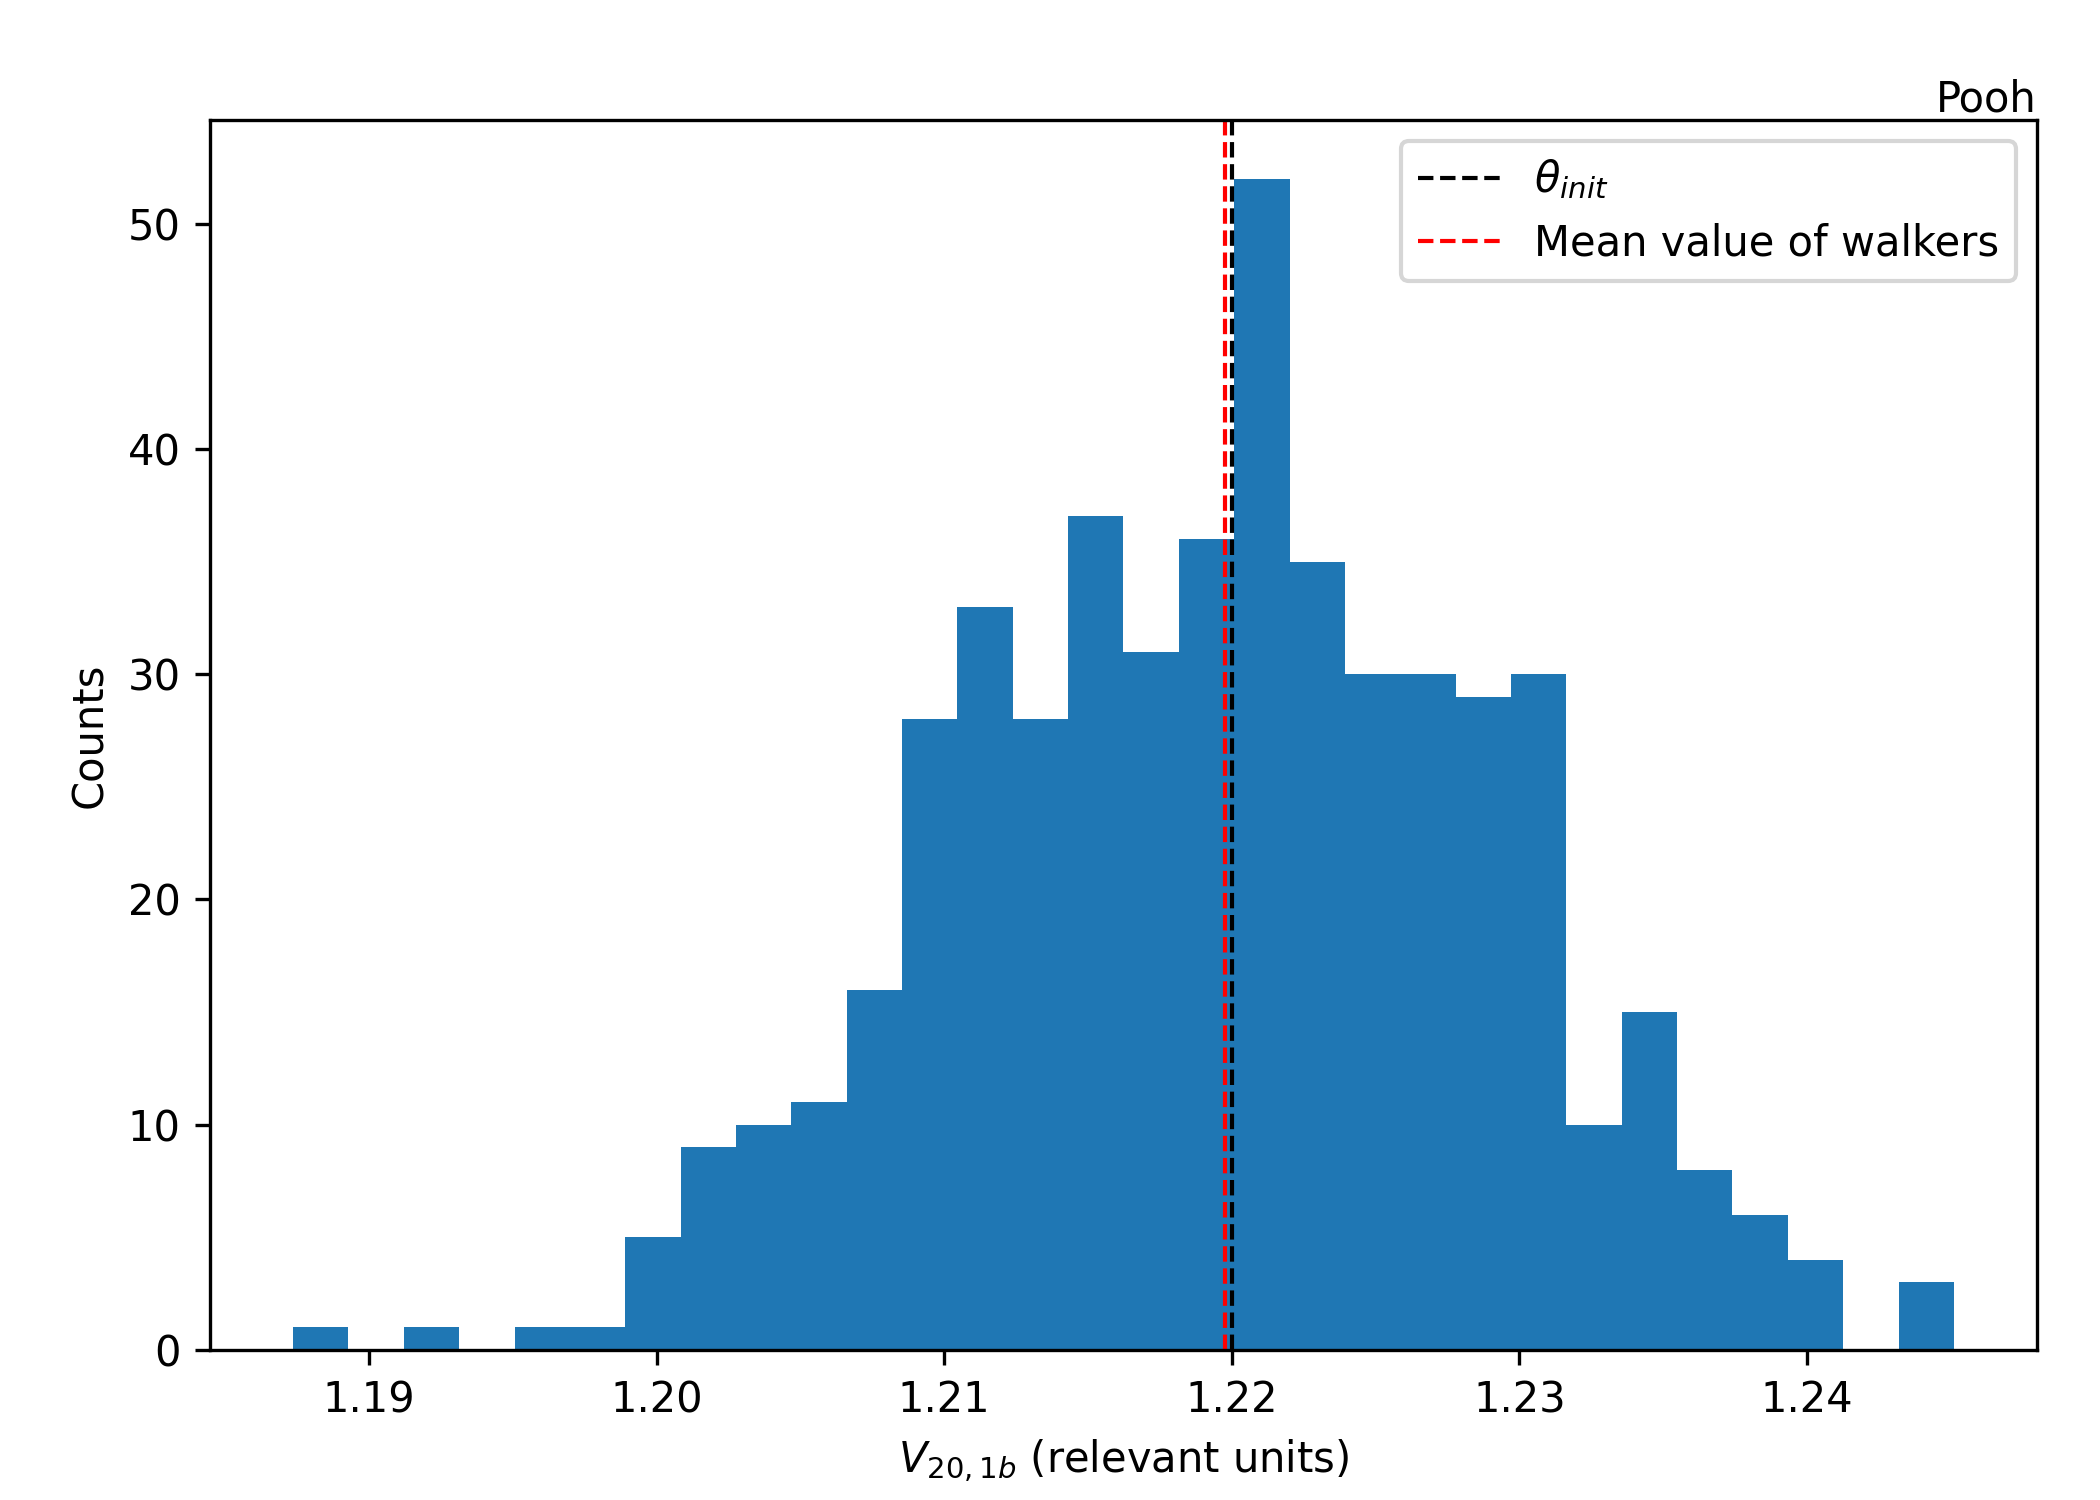 Pooh
θinit
Mean value of walkers
50
40
30
20
10
0
Counts
1.19 1.20 1.21 1.22 1.23 1.24
V20,1b (relevant units)